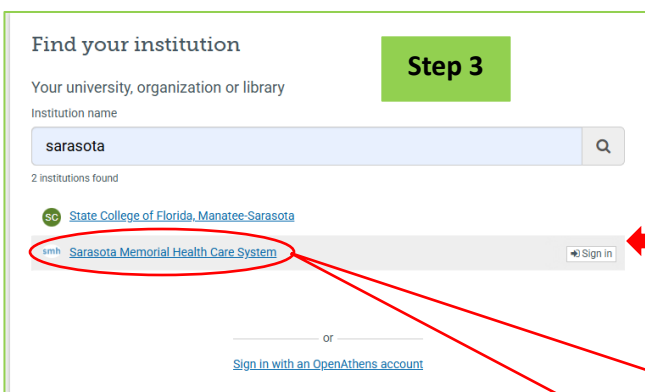 Find your institution
Step 3
Your university, organization or library
Institution name
sarasota
2 institutions found
SC State College of Florida, Manatee-Sarasota
smh Sarasota Memorial Health Care System Sign in
or
Sign in with an OpenAthens account